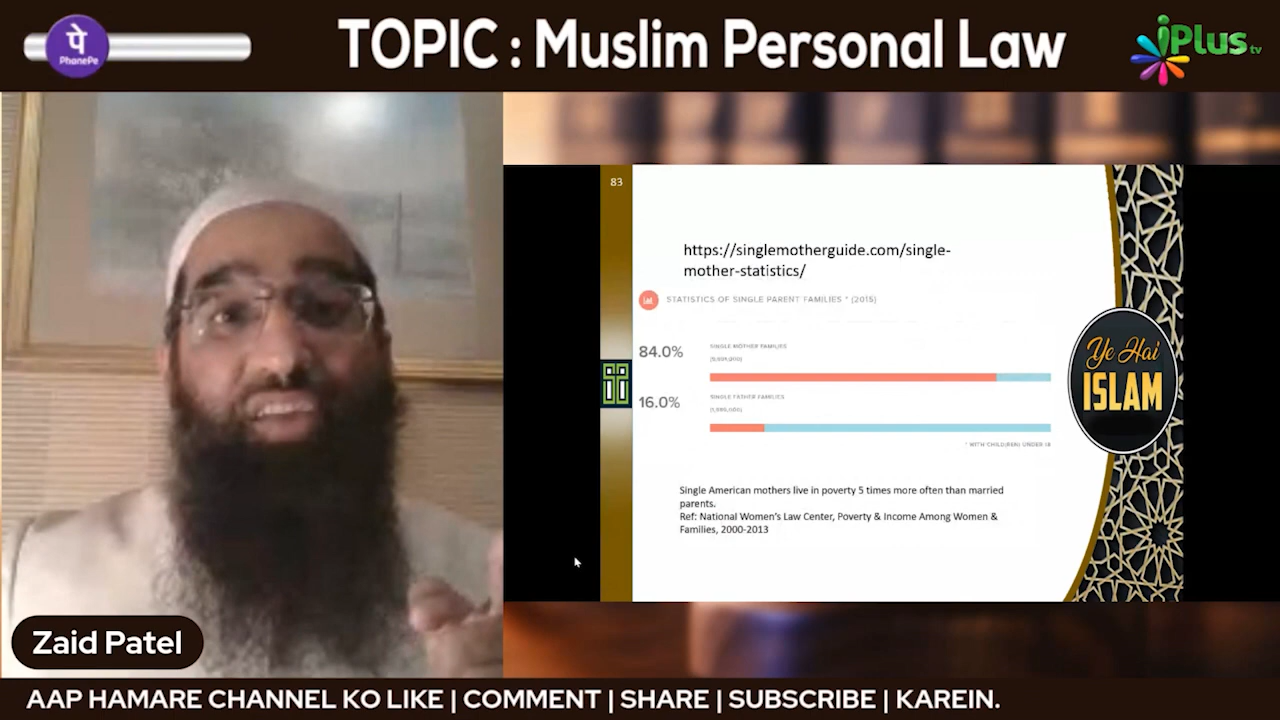 पे
PhonePe
TOPIC : Muslim Personal Law
iPlus tv
83
https://singlemotherguide.com/single-
mother-statistics/
STATISTICS OF SINGLE PARENT FAMILIES * (2015)
84.0%
SINGLE MOTHER FAMILIES
16.0%
SINGLE FATHER FAMILIES
* WITH CHILD(REN) UNDER 18
Single American mothers live in poverty 5 times more often than married
parents.
Ref: National Women's Law Center, Poverty & Income Among Women &
Families, 2000-2013
Ye Hai
ISLAM
Zaid Patel
AAP HAMARE CHANNEL KO LIKE | COMMENT | SHARE | SUBSCRIBE | KAREIN.